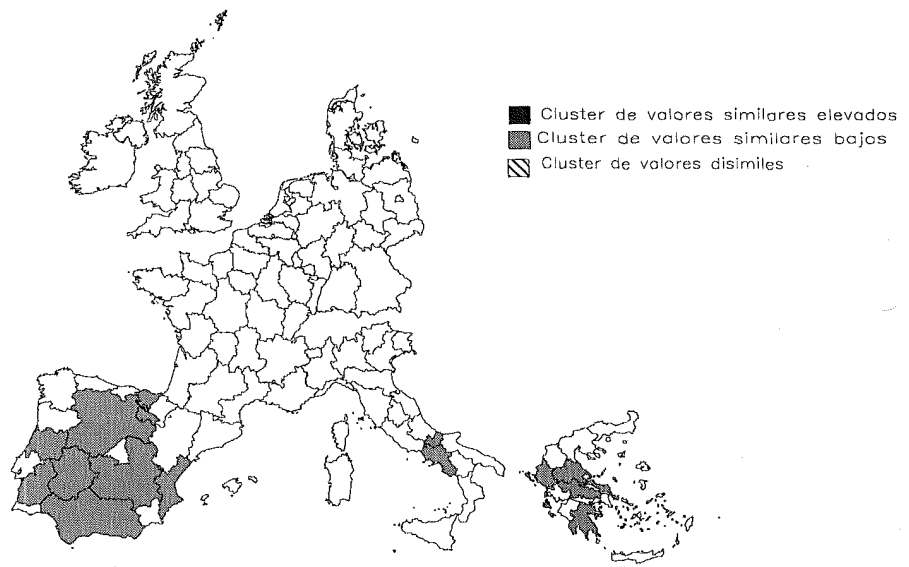 Cluster de valores similares elevados
Cluster de valores similares bajos
Cluster de valores disimiles